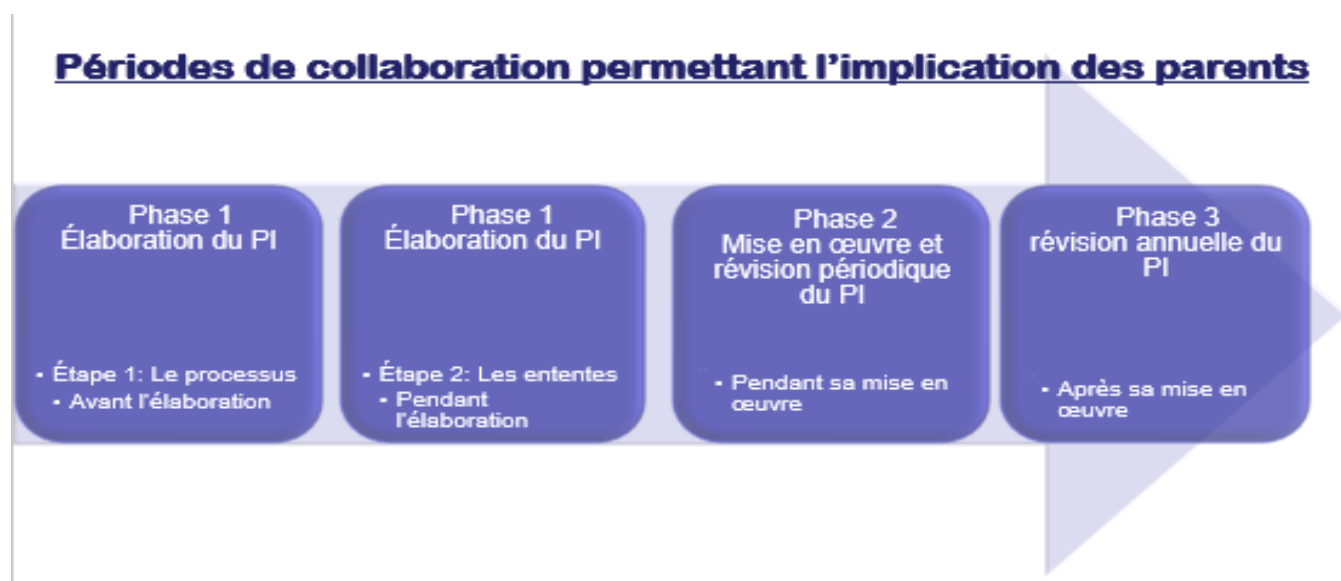 Périodes de collaboration permettant l'implication des parents
Phase 1
Élaboration du PI
▪ Étape 1: Le processus
▪ Avant l'élaboration
Phase 1
Élaboration du PI
▪ Étape 2: Les ententes
▪ Pendant
l'élaboration
Phase 2
Mise en œuvre et
révision périodique
du PI
▪ Pendant sa mise en
œuvre
Phase 3
révision annuelle du
PI
▪ Après sa mise en
œuvre